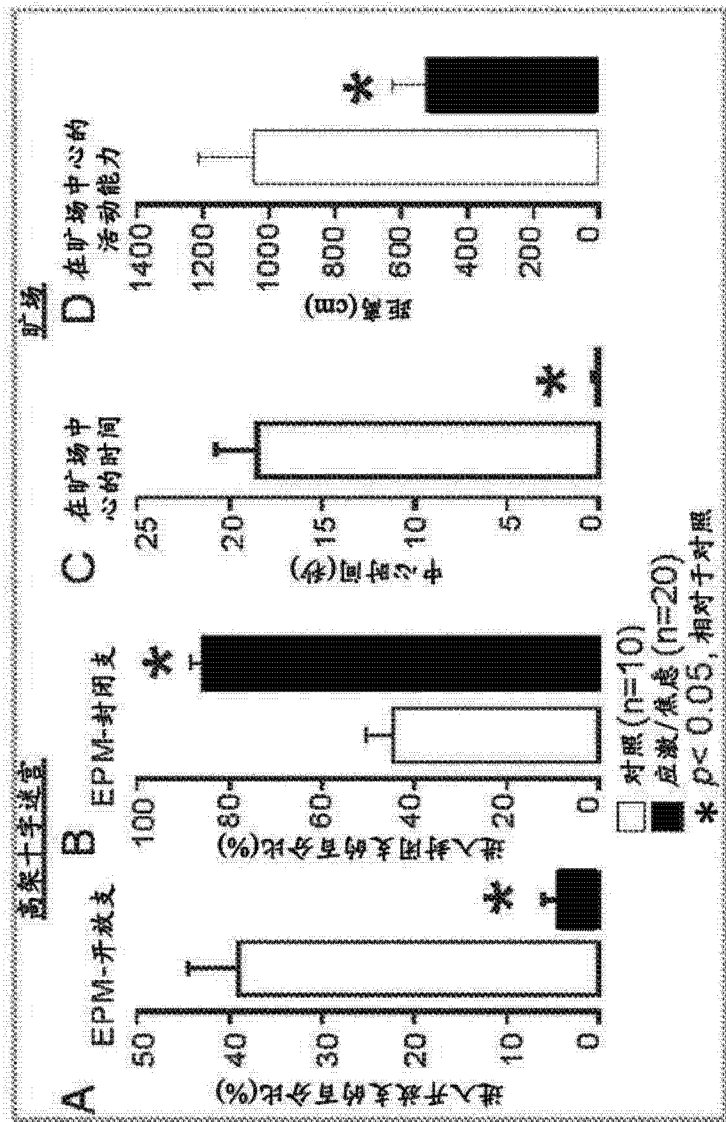 高架十字迷宫
旷场
A
EPM-开放支
进入开放支的百分比(%)
50
40
30
20
10
0
*
B
EPM-封闭支
进入封闭支的百分比(%)
100
80
60
40
20
0
*
C
在旷场中
心的时间
中心时间(秒)
25
20
15
10
5
0
*
D
在旷场中心的
活动能力
距离(cm)
1400
1200
1000
800
600
400
200
0
*
对照(n=10)
应激/焦虑(n=20)
* p< 0.05, 相对于对照